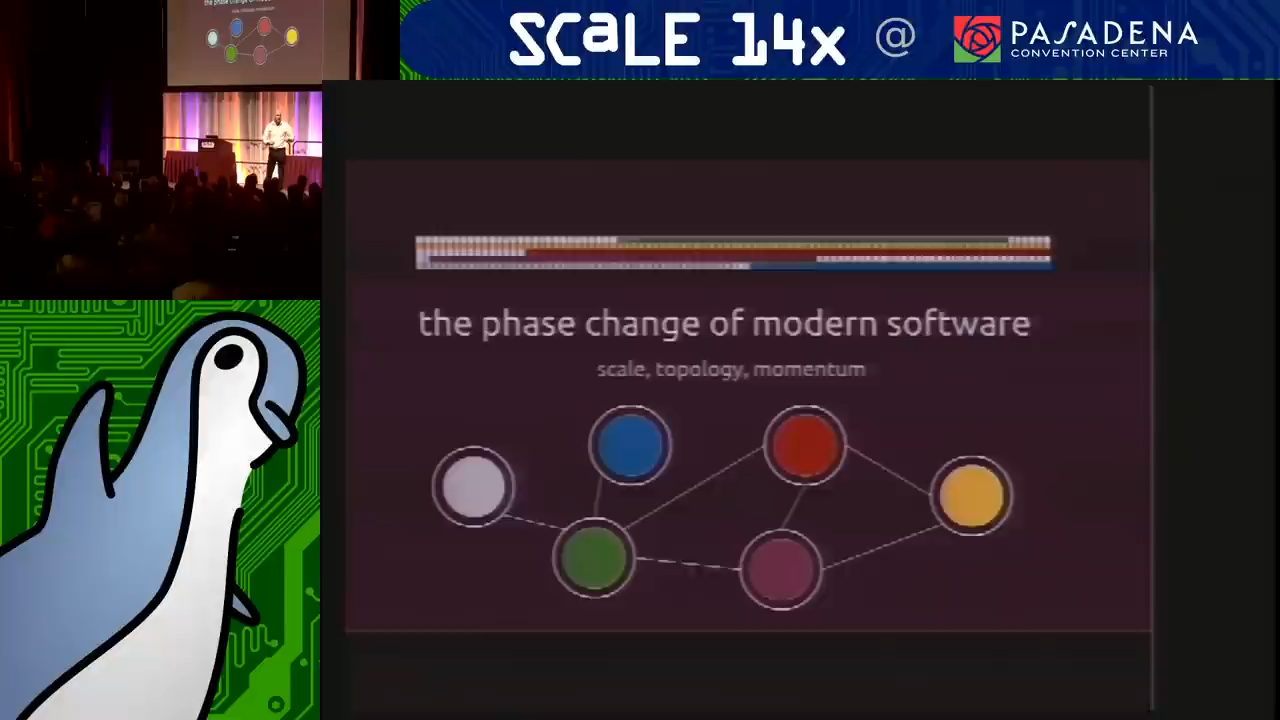 SCaLE 14x @ PASADENA
CONVENTION CENTER
the phase change of modern software
scale, topology, momentum